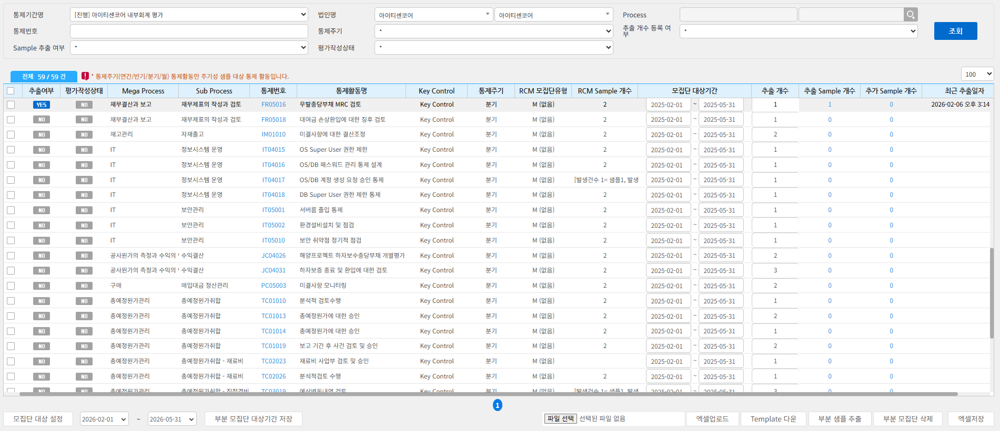 통제기간명 [진행] 아이티센코어 내부회계 평가 법인명 아이티센코어 아이티센코어 Process
통제번호 통제주기 * 추출 개수 등록 여부 * 조회
Sample 추출 여부 * 평가작성상태 *
전체 59 / 59 건 * 통제주기(연간/반기/분기/월) 통제활동만 주기성 샘플 대상 통제 활동입니다. 100
추출여부 평가작성상태 Mega Process Sub Process 통제번호 통제활동명 Key Control 통제주기 RCM 모집단유형 RCM Sample 개수 모집단 대상기간 추출 개수 추출 Sample 개수 추가 Sample 개수 최근 추출일자
YES NO 재무결산과 보고 재무제표의 작성과 검토 FR05016 우발충당부채 MRC 검토 Key Control 분기 M (없음) 2 2025-02-01 ~ 2025-05-31 1 1 0 2026-02-06 오후 3:14
NO NO 재무결산과 보고 재무제표의 작성과 검토 FR05018 대여금 손상환입에 대한 징후 검토 Key Control 분기 M (없음) 2 2025-02-01 ~ 2025-05-31 1 0 0
NO NO 재고관리 자재출고 IM01010 미결사항에 대한 결산조정 Key Control 분기 M (없음) 2 2025-02-01 ~ 2025-05-31 2 0 0
NO NO IT 정보시스템 운영 IT04015 OS Super User 권한 제한 Key Control 분기 M (없음) 2 2025-02-01 ~ 2025-05-31 1 0 0
NO NO IT 정보시스템 운영 IT04016 OS/DB 패스워드 관리 통제 설계 Key Control 분기 M (없음) 2 2025-02-01 ~ 2025-05-31 1 0 0
NO NO IT 정보시스템 운영 IT04017 OS/DB 계정 생성 요청 승인 통제 Key Control 분기 M (없음) [발생건수 1= 샘플1, 발생 2025-02-01 ~ 2025-05-31 1 0 0
NO NO IT 정보시스템 운영 IT04018 DB Super User 권한 제한 통제 Key Control 분기 M (없음) 2 2025-02-01 ~ 2025-05-31 1 0 0
NO NO IT 보안관리 IT05001 서버룸 출입 통제 Key Control 분기 M (없음) 2 2025-02-01 ~ 2025-05-31 1 0 0
NO NO IT 보안관리 IT05002 환경설비설치 및 점검 Key Control 분기 M (없음) 2 2025-02-01 ~ 2025-05-31 1 0 0
NO NO IT 보안관리 IT05010 보안 취약점 정기적 점검 Key Control 분기 M (없음) 2 2025-02-01 ~ 2025-05-31 1 0 0
NO NO 공사원가의 측정과 수익의 수익결산 JC04026 해양프로젝트 하자보수충당부채 개별평가 Key Control 분기 M (없음) 2 2025-02-01 ~ 2025-05-31 2 0 0
NO NO 공사원가의 측정과 수익의 수익결산 JC04031 하자보증 종료 및 환입에 대한 검토 Key Control 분기 M (없음) 2 2025-02-01 ~ 2025-05-31 3 0 0
NO NO 구매 매입대금 정산관리 PC05003 미결사항 모니터링 Key Control 분기 M (없음) 2 2025-02-01 ~ 2025-05-31 2 0 0
NO NO 총예정원가관리 총예정원가취합 TC01010 분석적 검토수행 Key Control 분기 M (없음) 2 2025-02-01 ~ 2025-05-31 1 0 0
NO NO 총예정원가관리 총예정원가취합 TC01013 총예정원가에 대한 승인 Key Control 분기 M (없음) 2 2025-02-01 ~ 2025-05-31 2 0 0
NO NO 총예정원가관리 총예정원가취합 TC01014 총예정원가에 대한 승인 Key Control 분기 M (없음) 2 2025-02-01 ~ 2025-05-31 1 0 0
NO NO 총예정원가관리 총예정원가취합 TC01019 보고 기간 후 사건 검토 및 승인 Key Control 분기 M (없음) 2 2025-02-01 ~ 2025-05-31 2 0 0
NO NO 총예정원가관리 총예정원가취합 - 재료비 TC02023 재료비 사업부 검토 및 승인 Key Control 분기 M (없음) 2025-02-01 ~ 2025-05-31 1 0 0
NO NO 총예정원가관리 총예정원가취합 - 재료비 TC02026 분석적검토 수행 Key Control 분기 M (없음) 2 2025-02-01 ~ 2025-05-31 1 0 0
NO NO 총예정원가관리 총예정원가취합 - 직접경비 TC03019 예산변동내역 검토 Key Control 분기 M (없음) [발생건수 1= 샘플1, 발생 2025-02-01 ~ 2025-05-31 3 0 0
1
모집단 대상 설정 2026-02-01 ~ 2026-05-31 부분 모집단 대상기간 저장 파일 선택 선택된 파일 없음 엑셀업로드 Template 다운 부분 샘플 추출 부분 모집단 삭제 엑셀저장